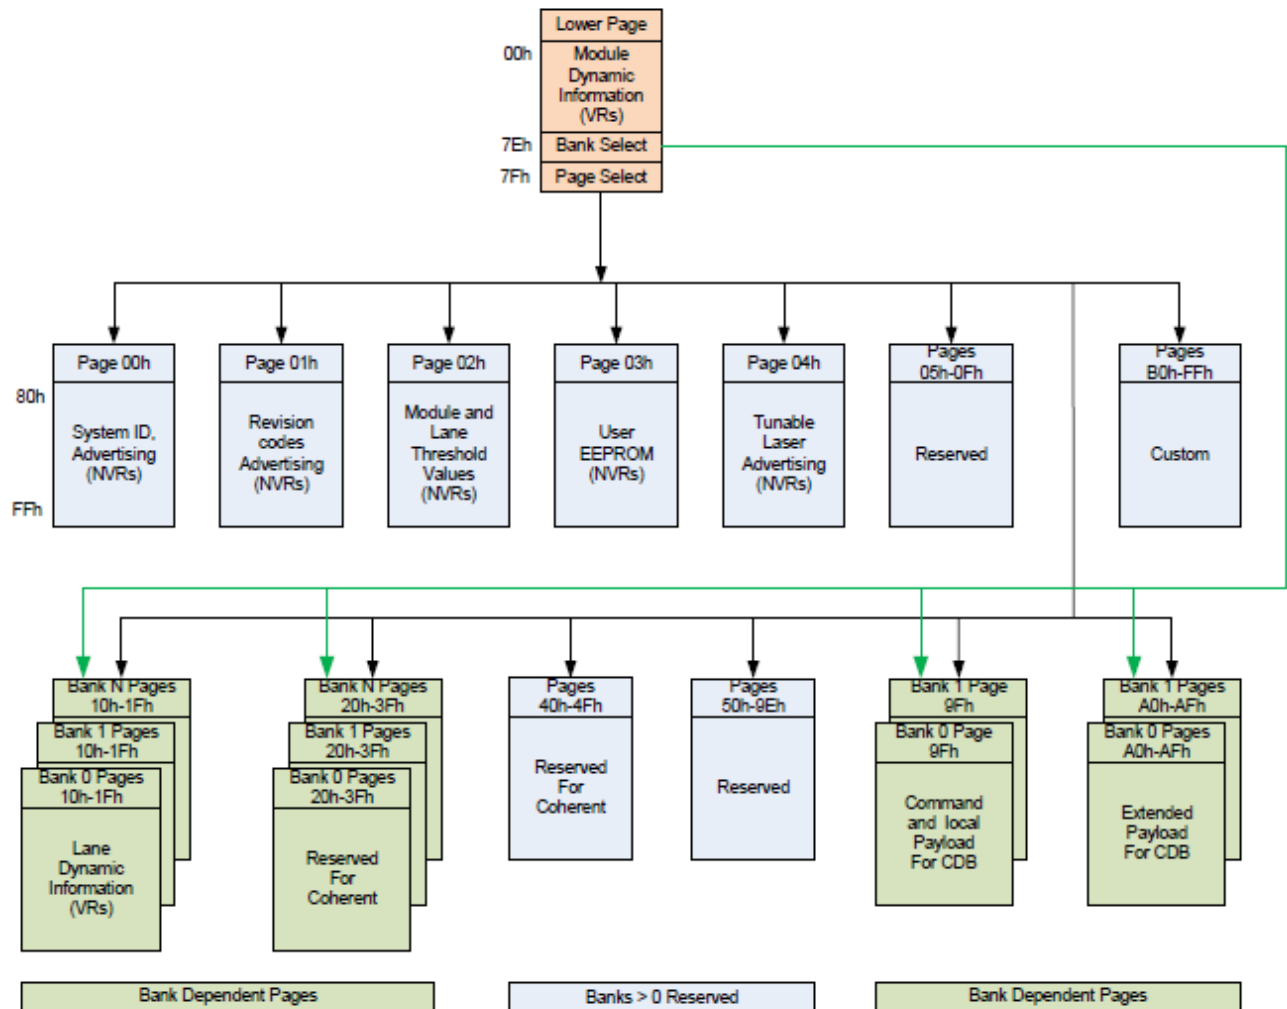 Lower Page
00h
Module
Dynamic
Information
(VRs)
7Eh
Bank Select
7Fh
Page Select
Page 00h
Page 01h
Page 02h
Page 03h
Page 04h
Pages
05h-0Fh
Pages
B0h-FFh
80h
FFh
System ID,
Advertising
(NVRs)
Revision
codes
Advertising
(NVRs)
Module and
Lane
Threshold
Values
(NVRs)
User
EEPROM
(NVRs)
Tunable
Laser
Advertising
(NVRs)
Reserved
Custom
Bank N Pages
10h-1Fh
Bank 1 Pages
10h-1Fh
Bank 0 Pages
10h-1Fh
Lane
Dynamic
Information
(VRs)
Bank N Pages
20h-3Fh
Bank 1 Pages
20h-3Fh
Bank 0 Pages
20h-3Fh
Reserved
For
Coherent
Pages
40h-4Fh
Reserved
For
Coherent
Pages
50h-9Eh
Reserved
Bank 1 Page
9Fh
Bank 0 Page
9Fh
Command
and local
Payload
For CDB
Bank 1 Pages
A0h-AFh
Bank 0 Pages
A0h-AFh
Extended
Payload
For CDB
Bank Dependent Pages
Banks > 0 Reserved
Bank Dependent Pages